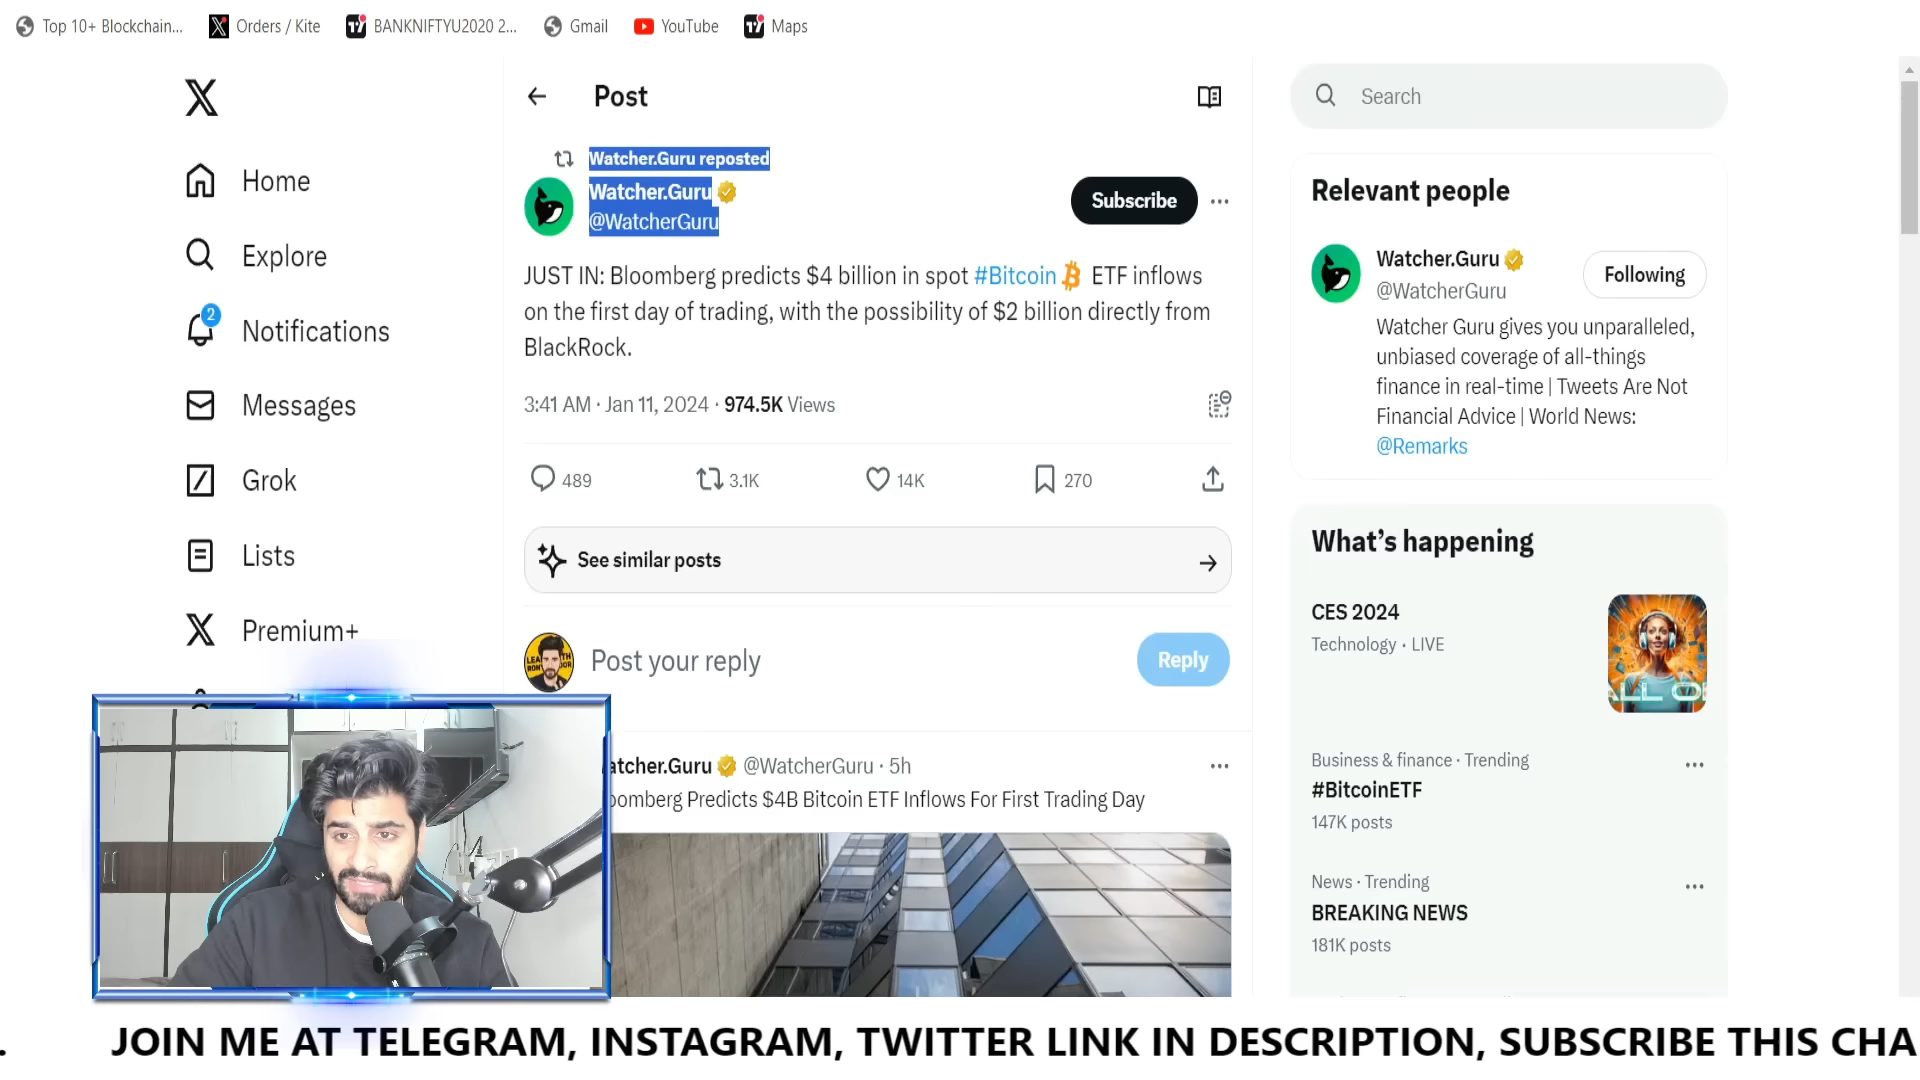 Top 10+ Blockchain...
Orders / Kite
BANKNIFTYU2020 2...
Gmail
YouTube
Maps
Home
Explore
2
Notifications
Messages
Grok
Lists
Premium+
Post
Watcher.Guru reposted
Watcher.Guru
@WatcherGuru
Subscribe
JUST IN: Bloomberg predicts $4 billion in spot #Bitcoin ETF inflows
on the first day of trading, with the possibility of $2 billion directly from
BlackRock.
3:41 AM · Jan 11, 2024 · 974.5K Views
489
3.1K
14K
270
See similar posts
Post your reply
Reply
atcher.Guru @WatcherGuru · 5h
oomberg Predicts $4B Bitcoin ETF Inflows For First Trading Day
Search
Relevant people
Watcher.Guru
@WatcherGuru
Following
Watcher Guru gives you unparalleled,
unbiased coverage of all-things
finance in real-time | Tweets Are Not
Financial Advice | World News:
@Remarks
What's happening
CES 2024
Technology · LIVE
Business & finance · Trending
#BitcoinETF
147K posts
News · Trending
BREAKING NEWS
181K posts
. JOIN ME AT TELEGRAM, INSTAGRAM, TWITTER LINK IN DESCRIPTION, SUBSCRIBE THIS CHA